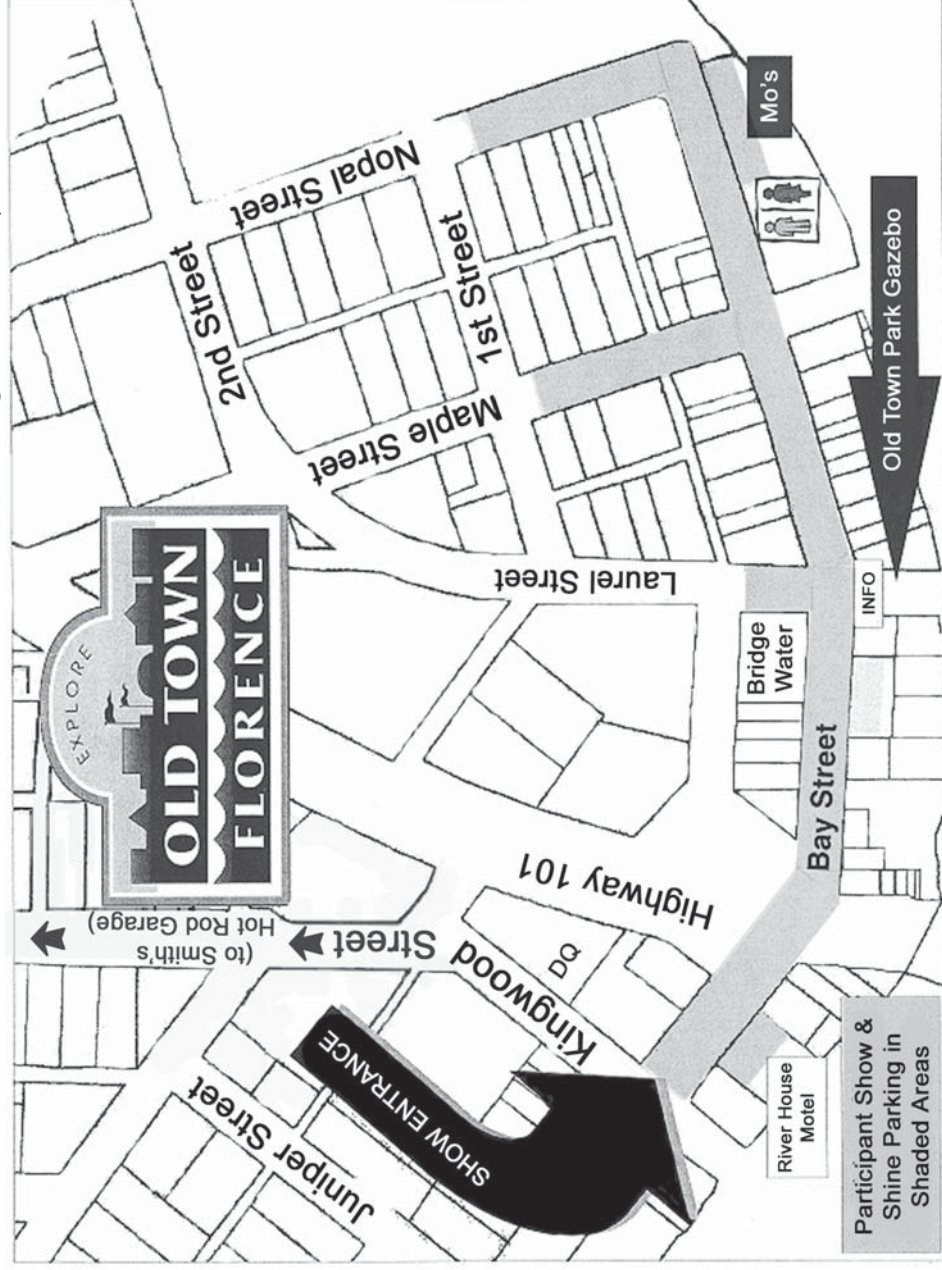 EXPLORE
OLD TOWN
FLORENCE
(to Smith's
Hot Rod Garage)
Kingwood Street
Juniper Street
SHOW ENTRANCE
DQ
Highway 101
Laurel Street
Maple Street
Nopal Street
2nd Street
1st Street
Bay Street
Bridge
Water
INFO
Old Town Park Gazebo
Mo's
River House
Motel
Participant Show &
Shine Parking in
Shaded Areas